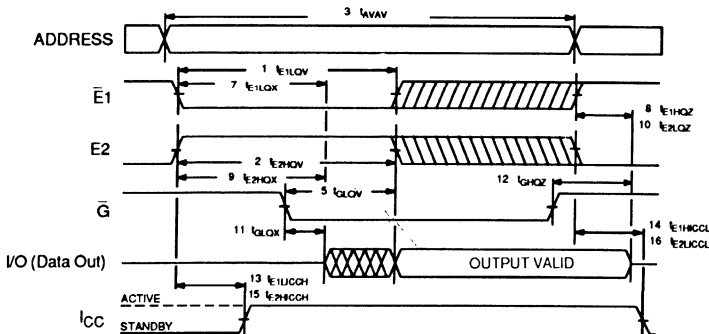 3 tAVAV
ADDRESS
1 tE1LQV
7 tE1LQX
E̅1
8 tE1HQZ
10 tE2LQZ
E2
2 tE2HQV
9 tE2HQX
12 tGHQZ
5 tGLQV
G̅
14 tE1HICCL
16 tE2LICCL
11 tGLQX
I/O (Data Out)
OUTPUT VALID
13 tE1LICCH
15 tE2HICCH
ACTIVE
ICC
STANDBY